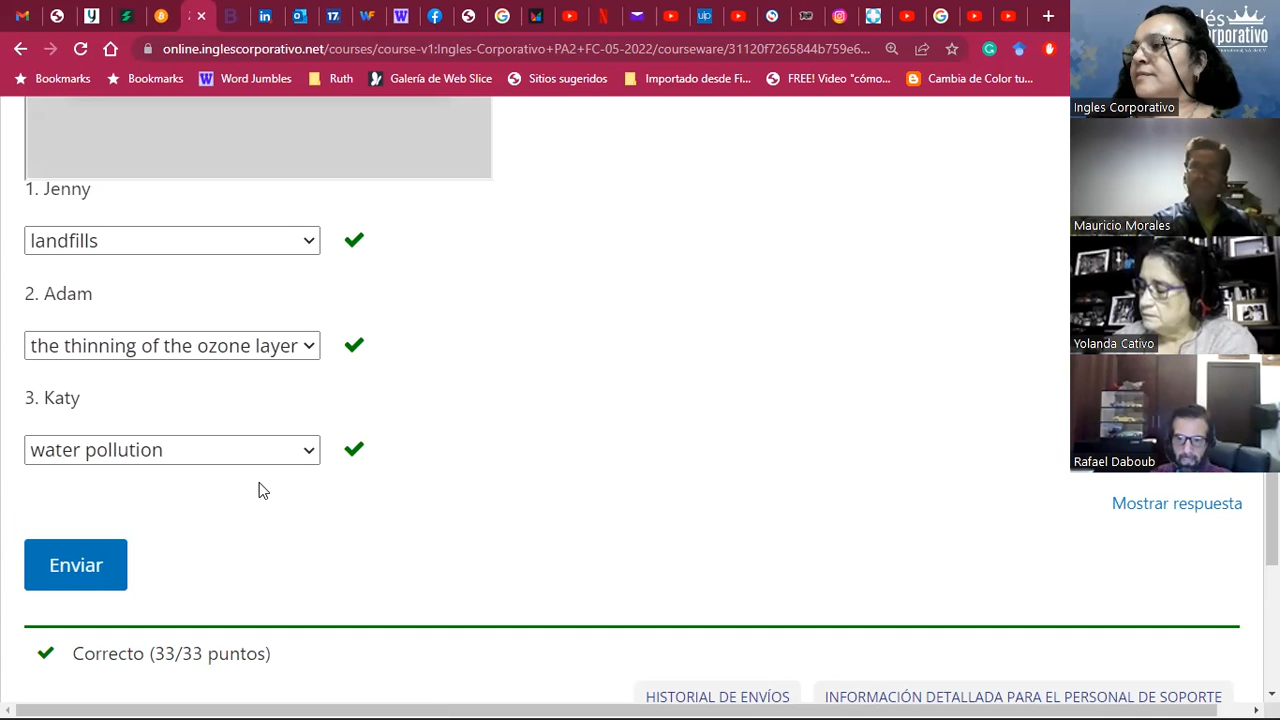 online.inglescorporativo.net/courses/course-v1:Ingles-Corporativo+PA2+FC-05-2022/courseware/31120f7265844b759e6...
Bookmarks Bookmarks Word Jumbles Ruth Galería de Web Slice Sitios sugeridos Importado desde Fi... FREE! Video "cómo... Cambia de Color tu...
1. Jenny
landfills
2. Adam
the thinning of the ozone layer
3. Katy
water pollution
Mostrar respuesta
Enviar
Correcto (33/33 puntos)
HISTORIAL DE ENVÍOS INFORMACIÓN DETALLADA PARA EL PERSONAL DE SOPORTE
Ingles Corporativo
Mauricio Morales
Yolanda Cativo
Rafael Daboub